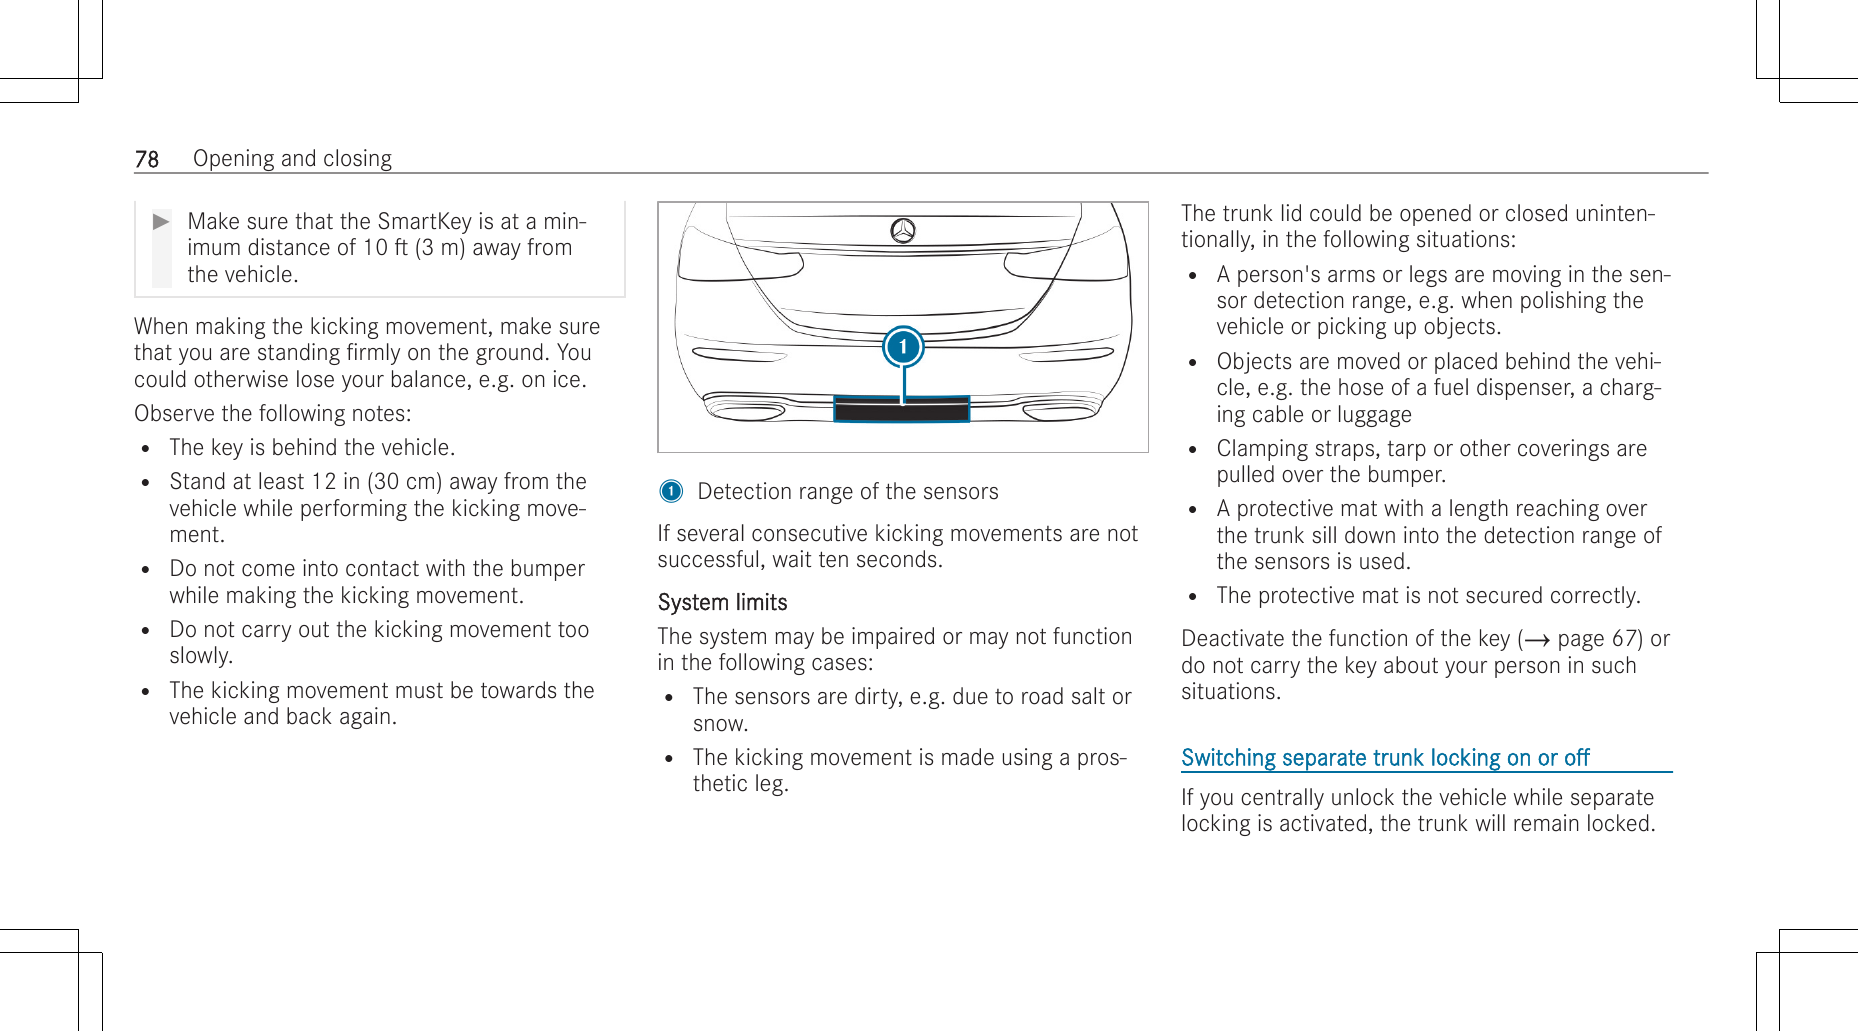 78 Opening and closing
▶ Make sure that the SmartKey is at a min-
imum distance of 10 ft (3 m) away from
the vehicle.
When making the kicking movement, make sure
that you are standing firmly on the ground. You
could otherwise lose your balance, e.g. on ice.
Observe the following notes:
• The key is behind the vehicle.
• Stand at least 12 in (30 cm) away from the
vehicle while performing the kicking move-
ment.
• Do not come into contact with the bumper
while making the kicking movement.
• Do not carry out the kicking movement too
slowly.
• The kicking movement must be towards the
vehicle and back again.
1
1 Detection range of the sensors
If several consecutive kicking movements are not
successful, wait ten seconds.
System limits
The system may be impaired or may not function
in the following cases:
• The sensors are dirty, e.g. due to road salt or
snow.
• The kicking movement is made using a pros-
thetic leg.
The trunk lid could be opened or closed uninten-
tionally, in the following situations:
• A person's arms or legs are moving in the sen-
sor detection range, e.g. when polishing the
vehicle or picking up objects.
• Objects are moved or placed behind the vehi-
cle, e.g. the hose of a fuel dispenser, a charg-
ing cable or luggage
• Clamping straps, tarp or other coverings are
pulled over the bumper.
• A protective mat with a length reaching over
the trunk sill down into the detection range of
the sensors is used.
• The protective mat is not secured correctly.
Deactivate the function of the key (→ page 67) or
do not carry the key about your person in such
situations.
Switching separate trunk locking on or off
If you centrally unlock the vehicle while separate
locking is activated, the trunk will remain locked.